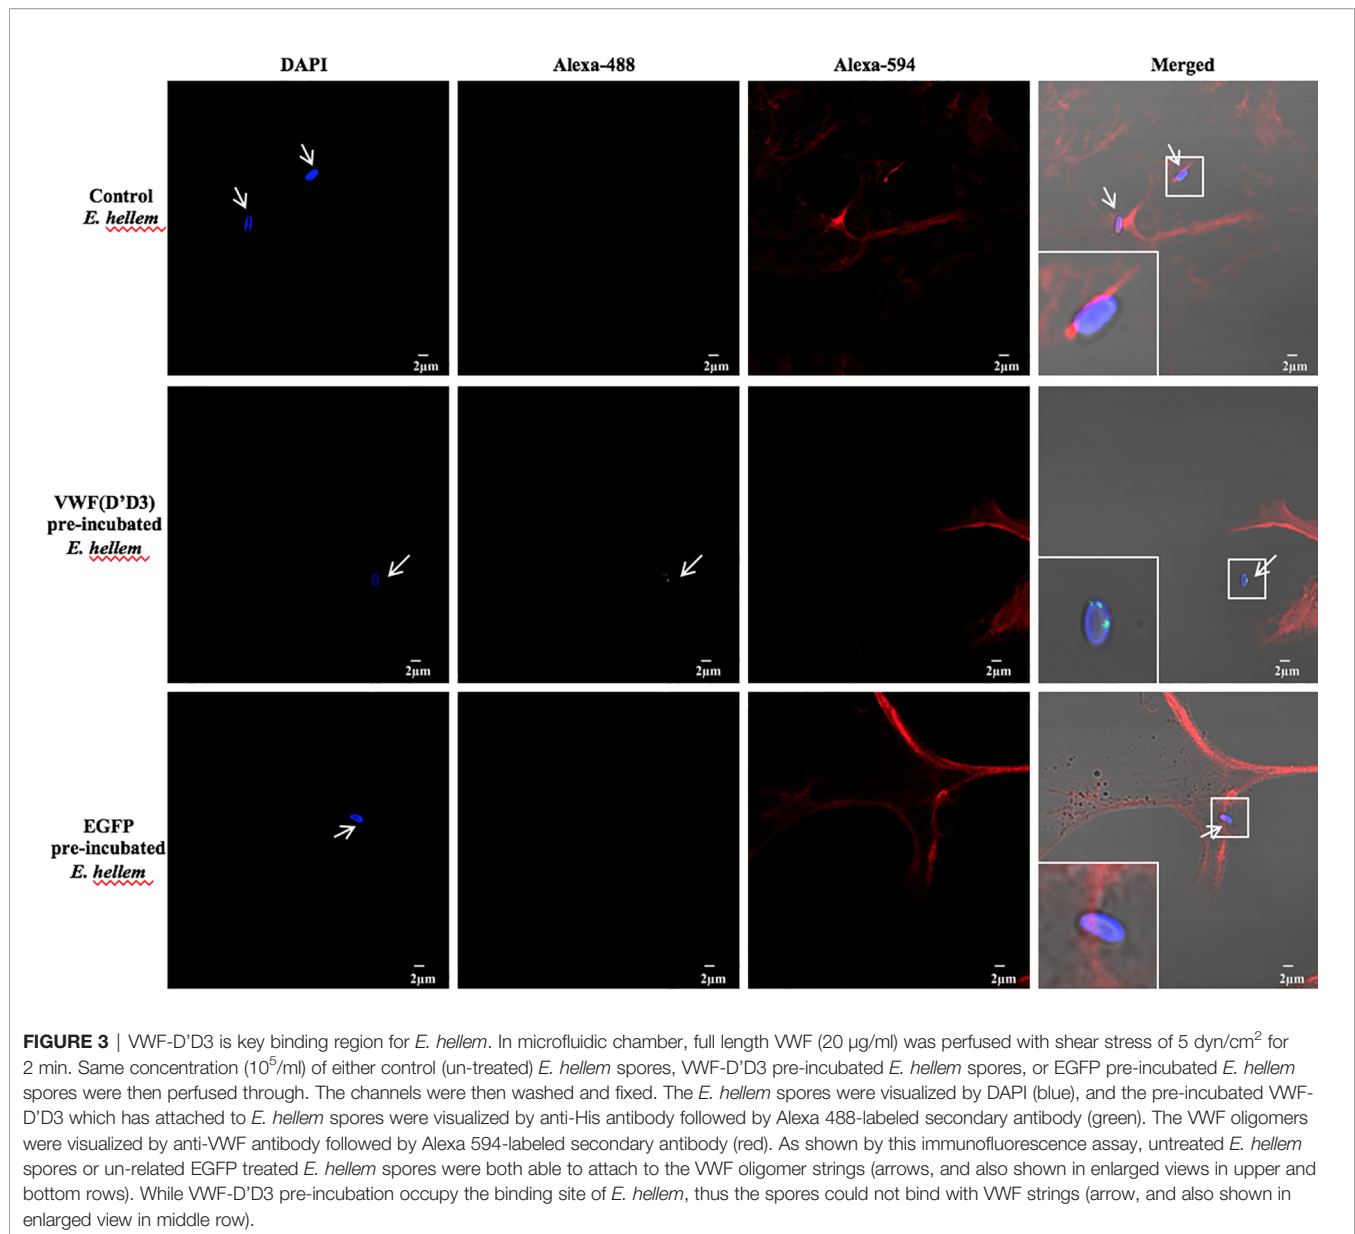 DAPI Alexa-488 Alexa-594 Merged
Control
E. hellem
2µm 2µm 2µm 2µm
VWF(D’D3)
pre-incubated
E. hellem
2µm 2µm 2µm 2µm
EGFP
pre-incubated
E. hellem
2µm 2µm 2µm 2µm
FIGURE 3 | VWF-D’D3 is key binding region for E. hellem. In microfluidic chamber, full length VWF (20 µg/ml) was perfused with shear stress of 5 dyn/cm² for
2 min. Same concentration (10⁵/ml) of either control (un-treated) E. hellem spores, VWF-D’D3 pre-incubated E. hellem spores, or EGFP pre-incubated E. hellem
spores were then perfused through. The channels were then washed and fixed. The E. hellem spores were visualized by DAPI (blue), and the pre-incubated VWF-
D’D3 which has attached to E. hellem spores were visualized by anti-His antibody followed by Alexa 488-labeled secondary antibody (green). The VWF oligomers
were visualized by anti-VWF antibody followed by Alexa 594-labeled secondary antibody (red). As shown by this immunofluorescence assay, untreated E. hellem
spores or un-related EGFP treated E. hellem spores were both able to attach to the VWF oligomer strings (arrows, and also shown in enlarged views in upper and
bottom rows). While VWF-D’D3 pre-incubation occupy the binding site of E. hellem, thus the spores could not bind with VWF strings (arrow, and also shown in
enlarged view in middle row).